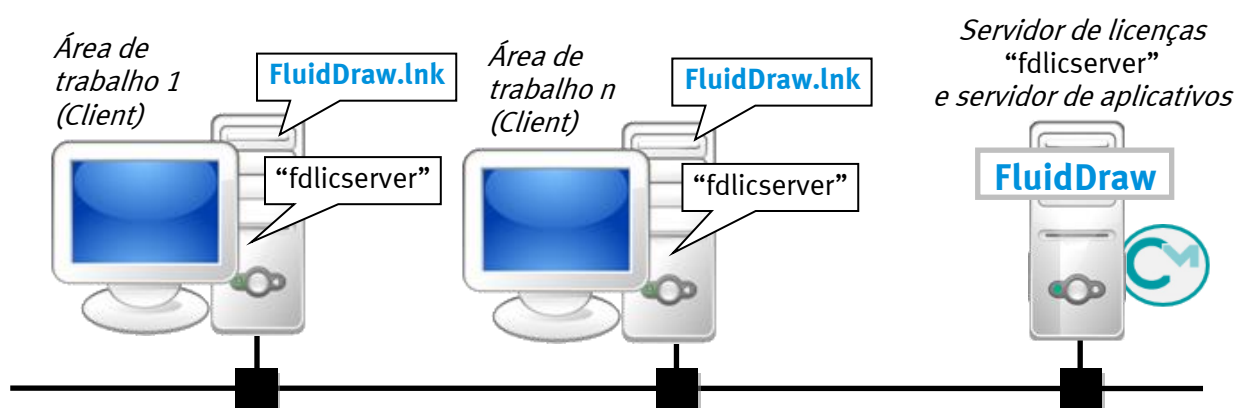 Área de
trabalho 1
(Client)
FluidDraw.lnk
“fdlicserver”
Área de
trabalho n
(Client)
FluidDraw.lnk
“fdlicserver”
Servidor de licenças
“fdlicserver”
e servidor de aplicativos
FluidDraw
CM